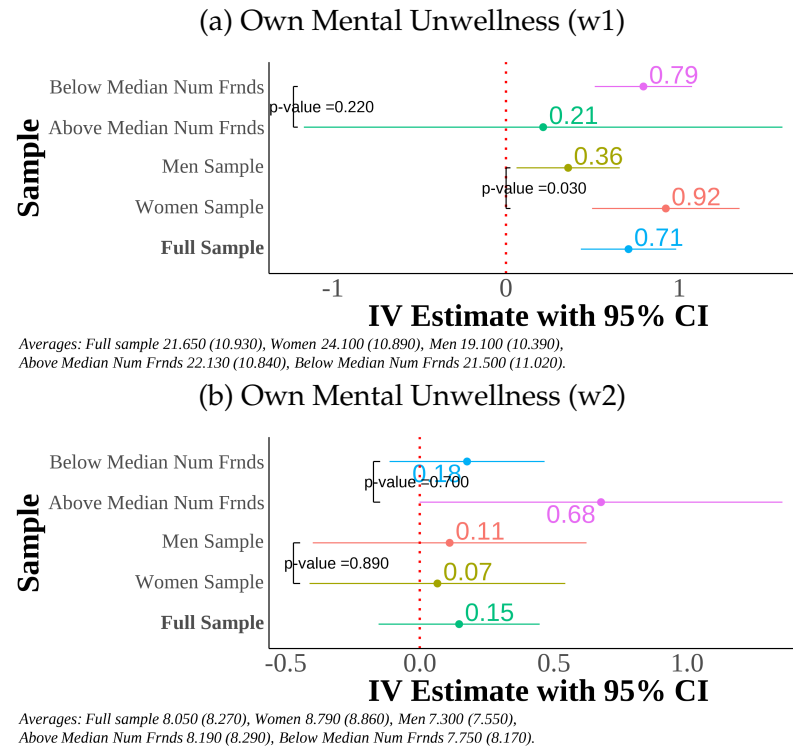 (a) Own Mental Unwellness (w1)
Below Median Num Frnds
0.79
p-value =0.220
Above Median Num Frnds
0.21
Men Sample
0.36
p-value =0.030
Women Sample
0.92
Full Sample
0.71
Sample
-1 0 1
IV Estimate with 95% CI
Averages: Full sample 21.650 (10.930), Women 24.100 (10.890), Men 19.100 (10.390),
Above Median Num Frnds 22.130 (10.840), Below Median Num Frnds 21.500 (11.020).
(b) Own Mental Unwellness (w2)
Below Median Num Frnds
0.18
p-value =0.700
Above Median Num Frnds
0.68
Men Sample
0.11
p-value =0.890
Women Sample
0.07
Full Sample
0.15
Sample
-0.5 0.0 0.5 1.0
IV Estimate with 95% CI
Averages: Full sample 8.050 (8.270), Women 8.790 (8.860), Men 7.300 (7.550),
Above Median Num Frnds 8.190 (8.290), Below Median Num Frnds 7.750 (8.170).